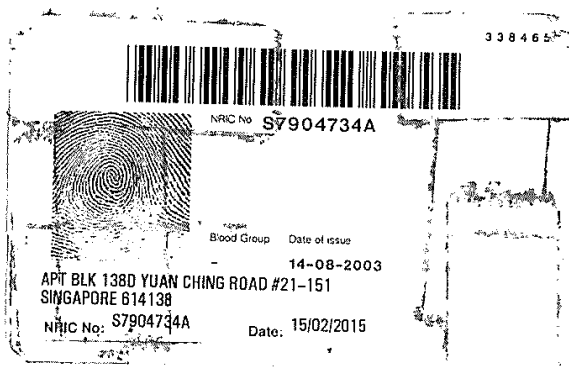 338465
NRIC No S7904734A
Blood Group Date of issue
- 14-08-2003
APT BLK 138D YUAN CHING ROAD #21-151
SINGAPORE 614138
NRIC No: S7904734A Date: 15/02/2015